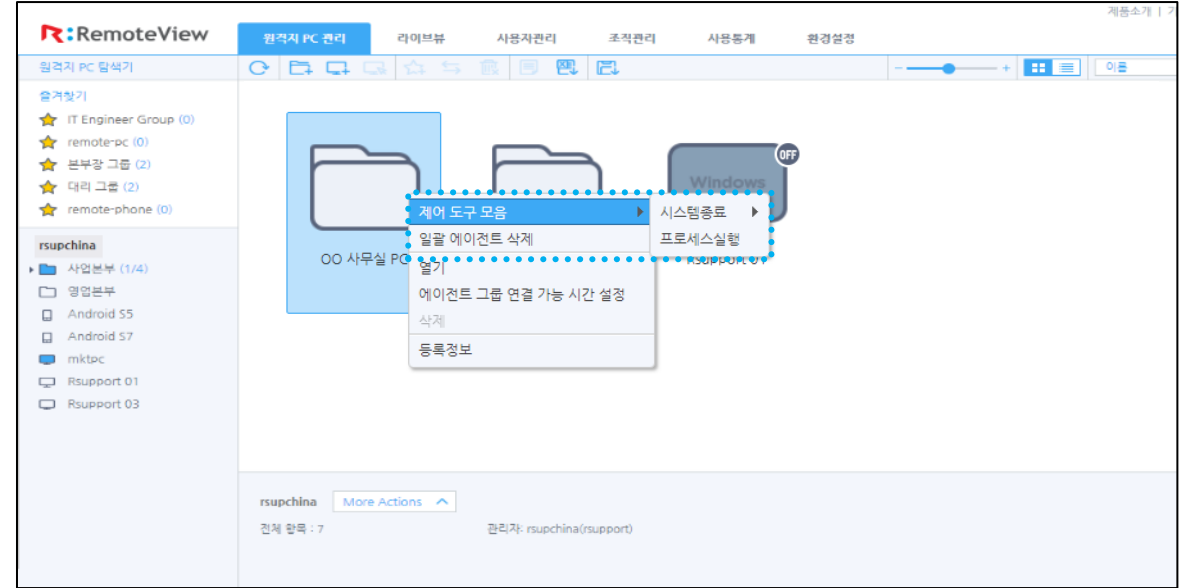 제품소개 |
R:RemoteView
원격지 PC 관리 라이브뷰 사용자관리 조직관리 사용통계 환경설정
원격지 PC 탐색기
이름
즐겨찾기
IT Engineer Group (0)
remote-pc (0)
본부장 그룹 (2)
대리 그룹 (2)
remote-phone (0)
rsupchina
사업본부 (1/4)
영업본부
Android S5
Android S7
mktpc
Rsupport 01
Rsupport 03
OFF
Windows
OO 사무실 PC
Rsupport 01
제어 도구 모음
일괄 에이전트 삭제
열기
에이전트 그룹 연결 가능 시간 설정
삭제
등록정보
시스템종료
프로세스실행
rsupchina More Actions
전체 항목 : 7 관리자: rsupchina(rsupport)